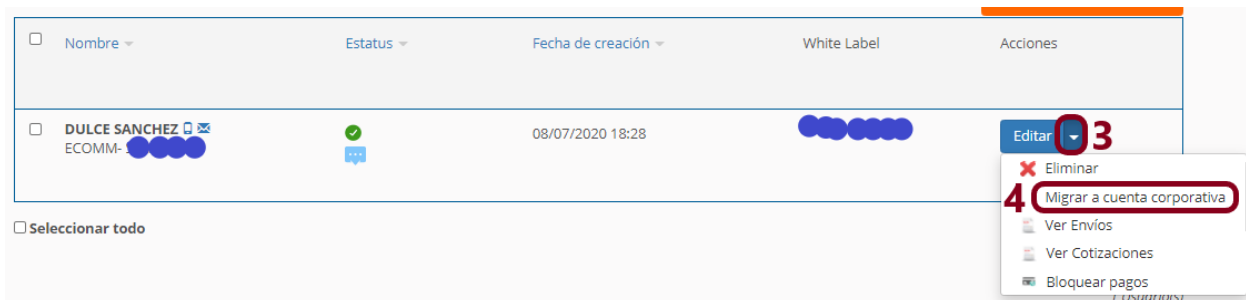 Nombre
Estatus
Fecha de creación
White Label
Acciones
DULCE SANCHEZ
ECOMM-
08/07/2020 18:28
Editar
3
Eliminar
4
Migrar a cuenta corporativa
Ver Envíos
Ver Cotizaciones
Bloquear pagos
Seleccionar todo